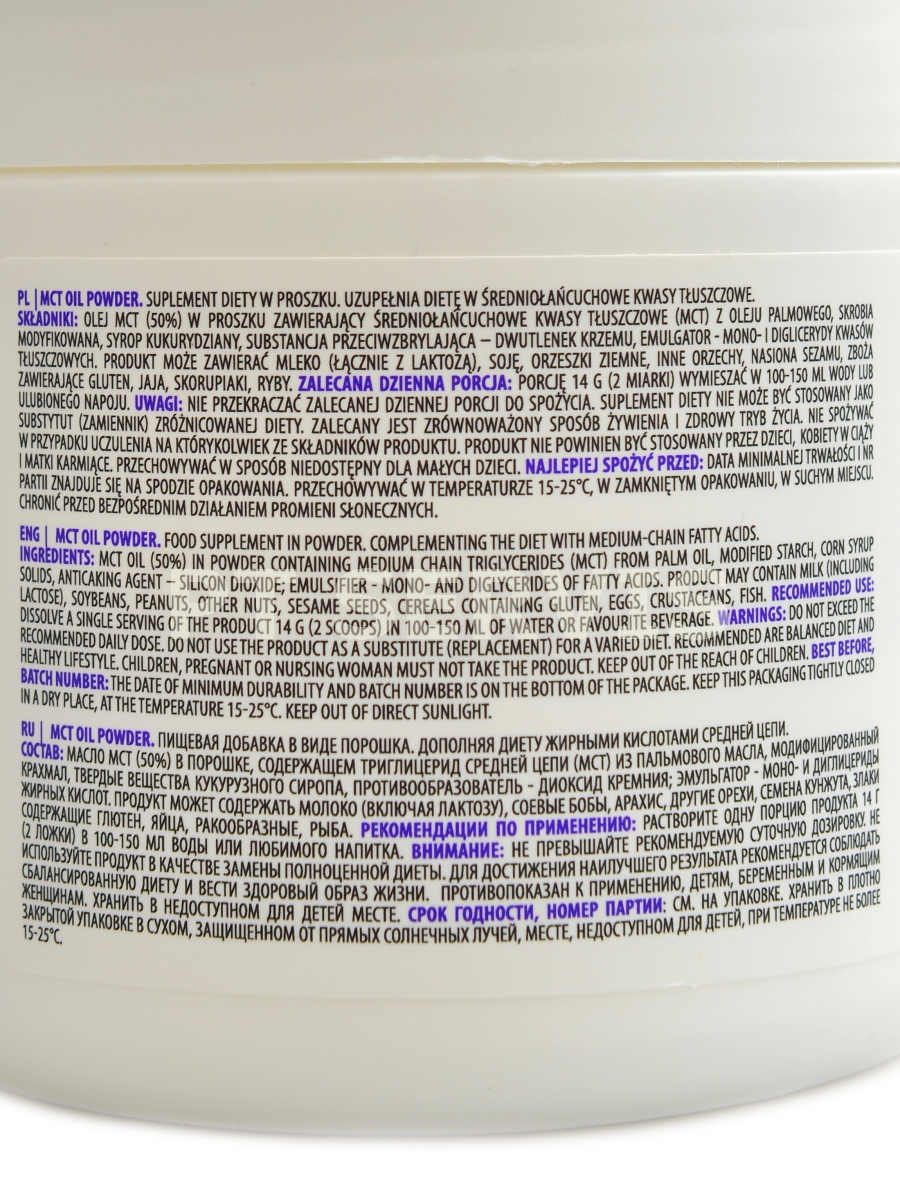 PL | MCT OIL POWDER. SUPLEMENT DIETY W PROSZKU. UZUPEŁNIA DIETĘ W ŚREDNIOŁAŃCUCHOWE KWASY TŁUSZCZOWE.
SKŁADNIKI: OLEJ MCT (50%) W PROSZKU ZAWIERAJĄCY ŚREDNIOŁAŃCUCHOWE KWASY TŁUSZCZOWE (MCT) Z OLEJU PALMOWEGO, SKROBIA
MODYFIKOWANA, SYROP KUKURYDZIANY, SUBSTANCJA PRZECIWZBRYLAJĄCA – DWUTLENEK KRZEMU, EMULGATOR - MONO- I DIGLICERYDY KWASÓW
TŁUSZCZOWYCH. PRODUKT MOŻE ZAWIERAĆ MLEKO (ŁĄCZNIE Z LAKTOZĄ), SOJĘ, ORZESZKI ZIEMNE, INNE ORZECHY, NASIONA SEZAMU, ZBOŻA
ZAWIERAJĄCE GLUTEN, JAJA, SKORUPIAKI, RYBY. ZALECANA DZIENNA PORCJA: PORCJĘ 14 G (2 MIARKI) WYMIESZAĆ W 100-150 ML WODY LUB
ULUBIONEGO NAPOJU. UWAGI: NIE PRZEKRACZAĆ ZALECANEJ DZIENNEJ PORCJI DO SPOŻYCIA. SUPLEMENT DIETY NIE MOŻE BYĆ STOSOWANY JAKO
SUBSTYTUT (ZAMIENNIK) ZRÓŻNICOWANEJ DIETY. ZALECANY JEST ZRÓWNOWAŻONY SPOSÓB ŻYWIENIA I ZDROWY TRYB ŻYCIA. NIE SPOŻYWAĆ
W PRZYPADKU UCZULENIA NA KTÓRYKOLWIEK ZE SKŁADNIKÓW PRODUKTU. PRODUKT NIE POWINIEN BYĆ STOSOWANY PRZEZ DZIECI, KOBIETY W CIĄŻY
I MATKI KARMIĄCE. PRZECHOWYWAĆ W SPOSÓB NIEDOSTĘPNY DLA MAŁYCH DZIECI. NAJLEPIEJ SPOŻYĆ PRZED: DATA MINIMALNEJ TRWAŁOŚCI I NR
PARTII ZNAJDUJE SIĘ NA SPODZIE OPAKOWANIA. PRZECHOWYWAĆ W TEMPERATURZE 15-25°C, W ZAMKNIĘTYM OPAKOWANIU, W SUCHYM MIEJSCU.
CHRONIĆ PRZED BEZPOŚREDNIM DZIAŁANIEM PROMIENI SŁONECZNYCH.
ENG | MCT OIL POWDER. FOOD SUPPLEMENT IN POWDER. COMPLEMENTING THE DIET WITH MEDIUM-CHAIN FATTY ACIDS.
INGREDIENTS: MCT OIL (50%) IN POWDER CONTAINING MEDIUM CHAIN TRIGLYCERIDES (MCT) FROM PALM OIL, MODIFIED STARCH, CORN SYRUP
SOLIDS, ANTICAKING AGENT – SILICON DIOXIDE; EMULSIFIER - MONO- AND DIGLYCERIDES OF FATTY ACIDS. PRODUCT MAY CONTAIN MILK (INCLUDING
LACTOSE), SOYBEANS, PEANUTS, OTHER NUTS, SESAME SEEDS, CEREALS CONTAINING GLUTEN, EGGS, CRUSTACEANS, FISH. RECOMMENDED USE:
DISSOLVE A SINGLE SERVING OF THE PRODUCT 14 G (2 SCOOPS) IN 100-150 ML OF WATER OR FAVOURITE BEVERAGE. WARNINGS: DO NOT EXCEED THE
RECOMMENDED DAILY DOSE. DO NOT USE THE PRODUCT AS A SUBSTITUTE (REPLACEMENT) FOR A VARIED DIET. RECOMMENDED ARE BALANCED DIET AND
HEALTHY LIFESTYLE. CHILDREN, PREGNANT OR NURSING WOMAN MUST NOT TAKE THE PRODUCT. KEEP OUT OF THE REACH OF CHILDREN. BEST BEFORE,
BATCH NUMBER: THE DATE OF MINIMUM DURABILITY AND BATCH NUMBER IS ON THE BOTTOM OF THE PACKAGE. KEEP THIS PACKAGING TIGHTLY CLOSED
IN A DRY PLACE, AT THE TEMPERATURE 15-25°C. KEEP OUT OF DIRECT SUNLIGHT.
RU | MCT OIL POWDER. ПИЩЕВАЯ ДОБАВКА В ВИДЕ ПОРОШКА. ДОПОЛНЯЯ ДИЕТУ ЖИРНЫМИ КИСЛОТАМИ СРЕДНЕЙ ЦЕПИ.
СОСТАВ: МАСЛО МСТ (50%) В ПОРОШКЕ, СОДЕРЖАЩЕМ ТРИГЛИЦЕРИД СРЕДНЕЙ ЦЕПИ (МСТ) ИЗ ПАЛЬМОВОГО МАСЛА, МОДИФИЦИРОВАННЫЙ
КРАХМАЛ, ТВЕРДЫЕ ВЕЩЕСТВА КУКУРУЗНОГО СИРОПА, ПРОТИВООБРАЗОВАТЕЛЬ - ДИОКСИД КРЕМНИЯ; ЭМУЛЬГАТОР - МОНО- И ДИГЛИЦЕРИДЫ
ЖИРНЫХ КИСЛОТ. ПРОДУКТ МОЖЕТ СОДЕРЖАТЬ МОЛОКО (ВКЛЮЧАЯ ЛАКТОЗУ), СОЕВЫЕ БОБЫ, АРАХИС, ДРУГИЕ ОРЕХИ, СЕМЕНА КУНЖУТА, ЗЛАКИ
СОДЕРЖАЩИЕ ГЛЮТЕН, ЯЙЦА, РАКООБРАЗНЫЕ, РЫБА. РЕКОМЕНДАЦИИ ПО ПРИМЕНЕНИЮ: РАСТВОРИТЕ ОДНУ ПОРЦИЮ ПРОДУКТА 14 Г
(2 ЛОЖКИ) В 100-150 МЛ ВОДЫ ИЛИ ЛЮБИМОГО НАПИТКА. ВНИМАНИЕ: НЕ ПРЕВЫШАЙТЕ РЕКОМЕНДУЕМУЮ СУТОЧНУЮ ДОЗИРОВКУ. НЕ
ИСПОЛЬЗУЙТЕ ПРОДУКТ В КАЧЕСТВЕ ЗАМЕНЫ ПОЛНОЦЕННОЙ ДИЕТЫ. ДЛЯ ДОСТИЖЕНИЯ НАИЛУЧШЕГО РЕЗУЛЬТАТА РЕКОМЕНДУЕТСЯ СОБЛЮДАТЬ
СБАЛАНСИРОВАННУЮ ДИЕТУ И ВЕСТИ ЗДОРОВЫЙ ОБРАЗ ЖИЗНИ. ПРОТИВОПОКАЗАН К ПРИМЕНЕНИЮ, ДЕТЯМ, БЕРЕМЕННЫМ И КОРМЯЩИМ
ЖЕНЩИНАМ. ХРАНИТЬ В НЕДОСТУПНОМ ДЛЯ ДЕТЕЙ МЕСТЕ. СРОК ГОДНОСТИ, НОМЕР ПАРТИИ: СМ. НА УПАКОВКЕ. ХРАНИТЬ В ПЛОТНО
ЗАКРЫТОЙ УПАКОВКЕ В СУХОМ, ЗАЩИЩЕННОМ ОТ ПРЯМЫХ СОЛНЕЧНЫХ ЛУЧЕЙ, МЕСТЕ, НЕДОСТУПНОМ ДЛЯ ДЕТЕЙ, ПРИ ТЕМПЕРАТУРЕ НЕ БОЛЕЕ
15-25°С.